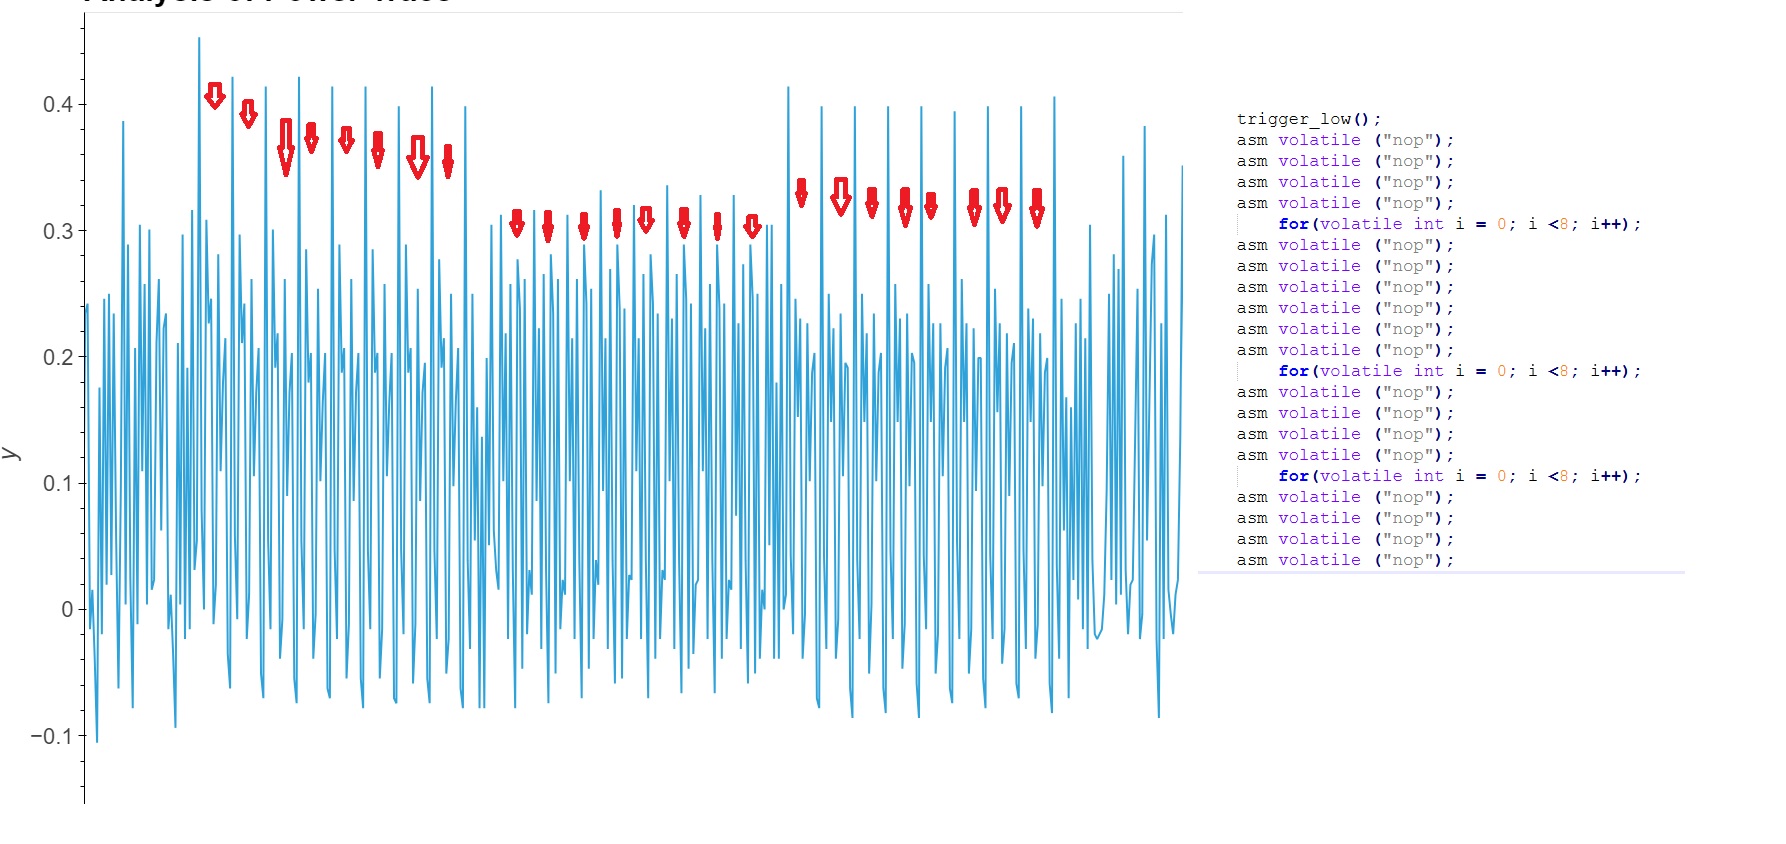 Analysis of Power Trace
0.4
0.3
0.2
0.1
0
−0.1
y
trigger_low();
asm volatile ("nop");
asm volatile ("nop");
asm volatile ("nop");
asm volatile ("nop");
for(volatile int i = 0; i <8; i++);
asm volatile ("nop");
asm volatile ("nop");
asm volatile ("nop");
asm volatile ("nop");
asm volatile ("nop");
asm volatile ("nop");
for(volatile int i = 0; i <8; i++);
asm volatile ("nop");
asm volatile ("nop");
asm volatile ("nop");
asm volatile ("nop");
for(volatile int i = 0; i <8; i++);
asm volatile ("nop");
asm volatile ("nop");
asm volatile ("nop");
asm volatile ("nop");